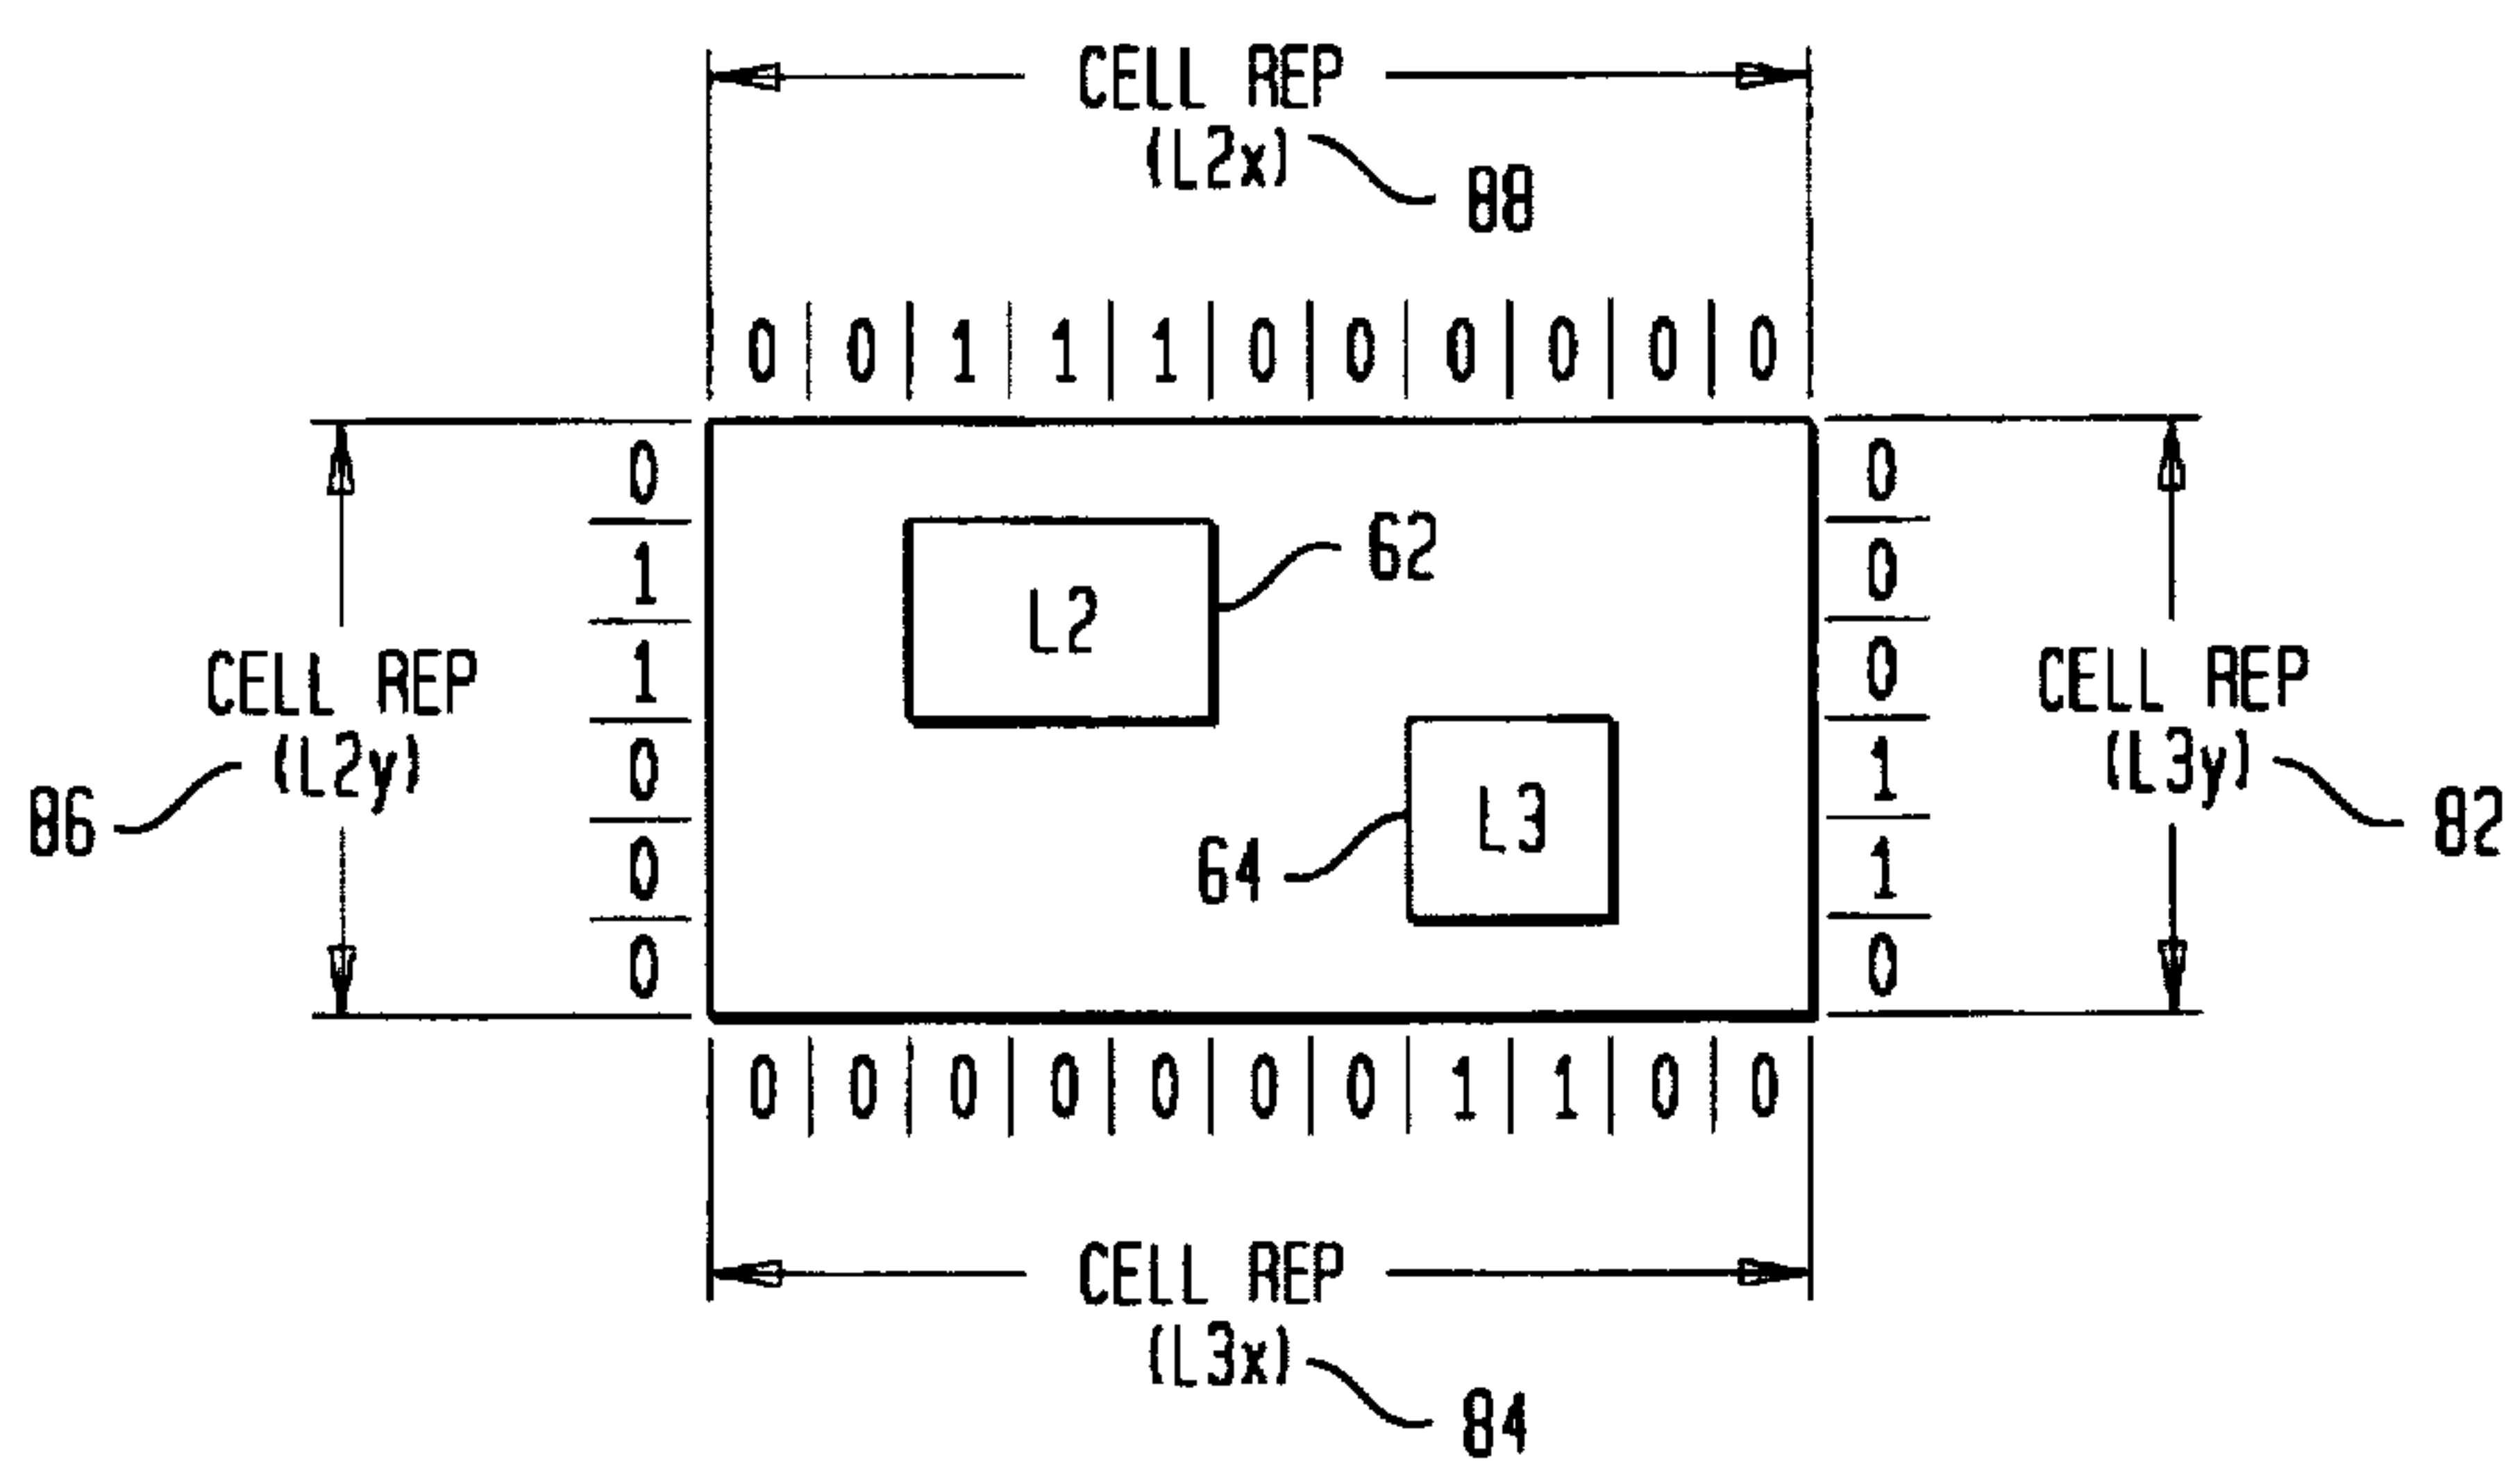 CELL REP
(L2x)
88
0 0 1 1 1 0 0 0 0 0 0
0 0
62
1 0
L2
CELL REP 1 0 CELL REP
(L2y) 0 1 (L3y)
86 82
L3
64
0 1
0 0
0 0 0 0 0 0 0 1 1 0 0
CELL REP
(L3x)
84